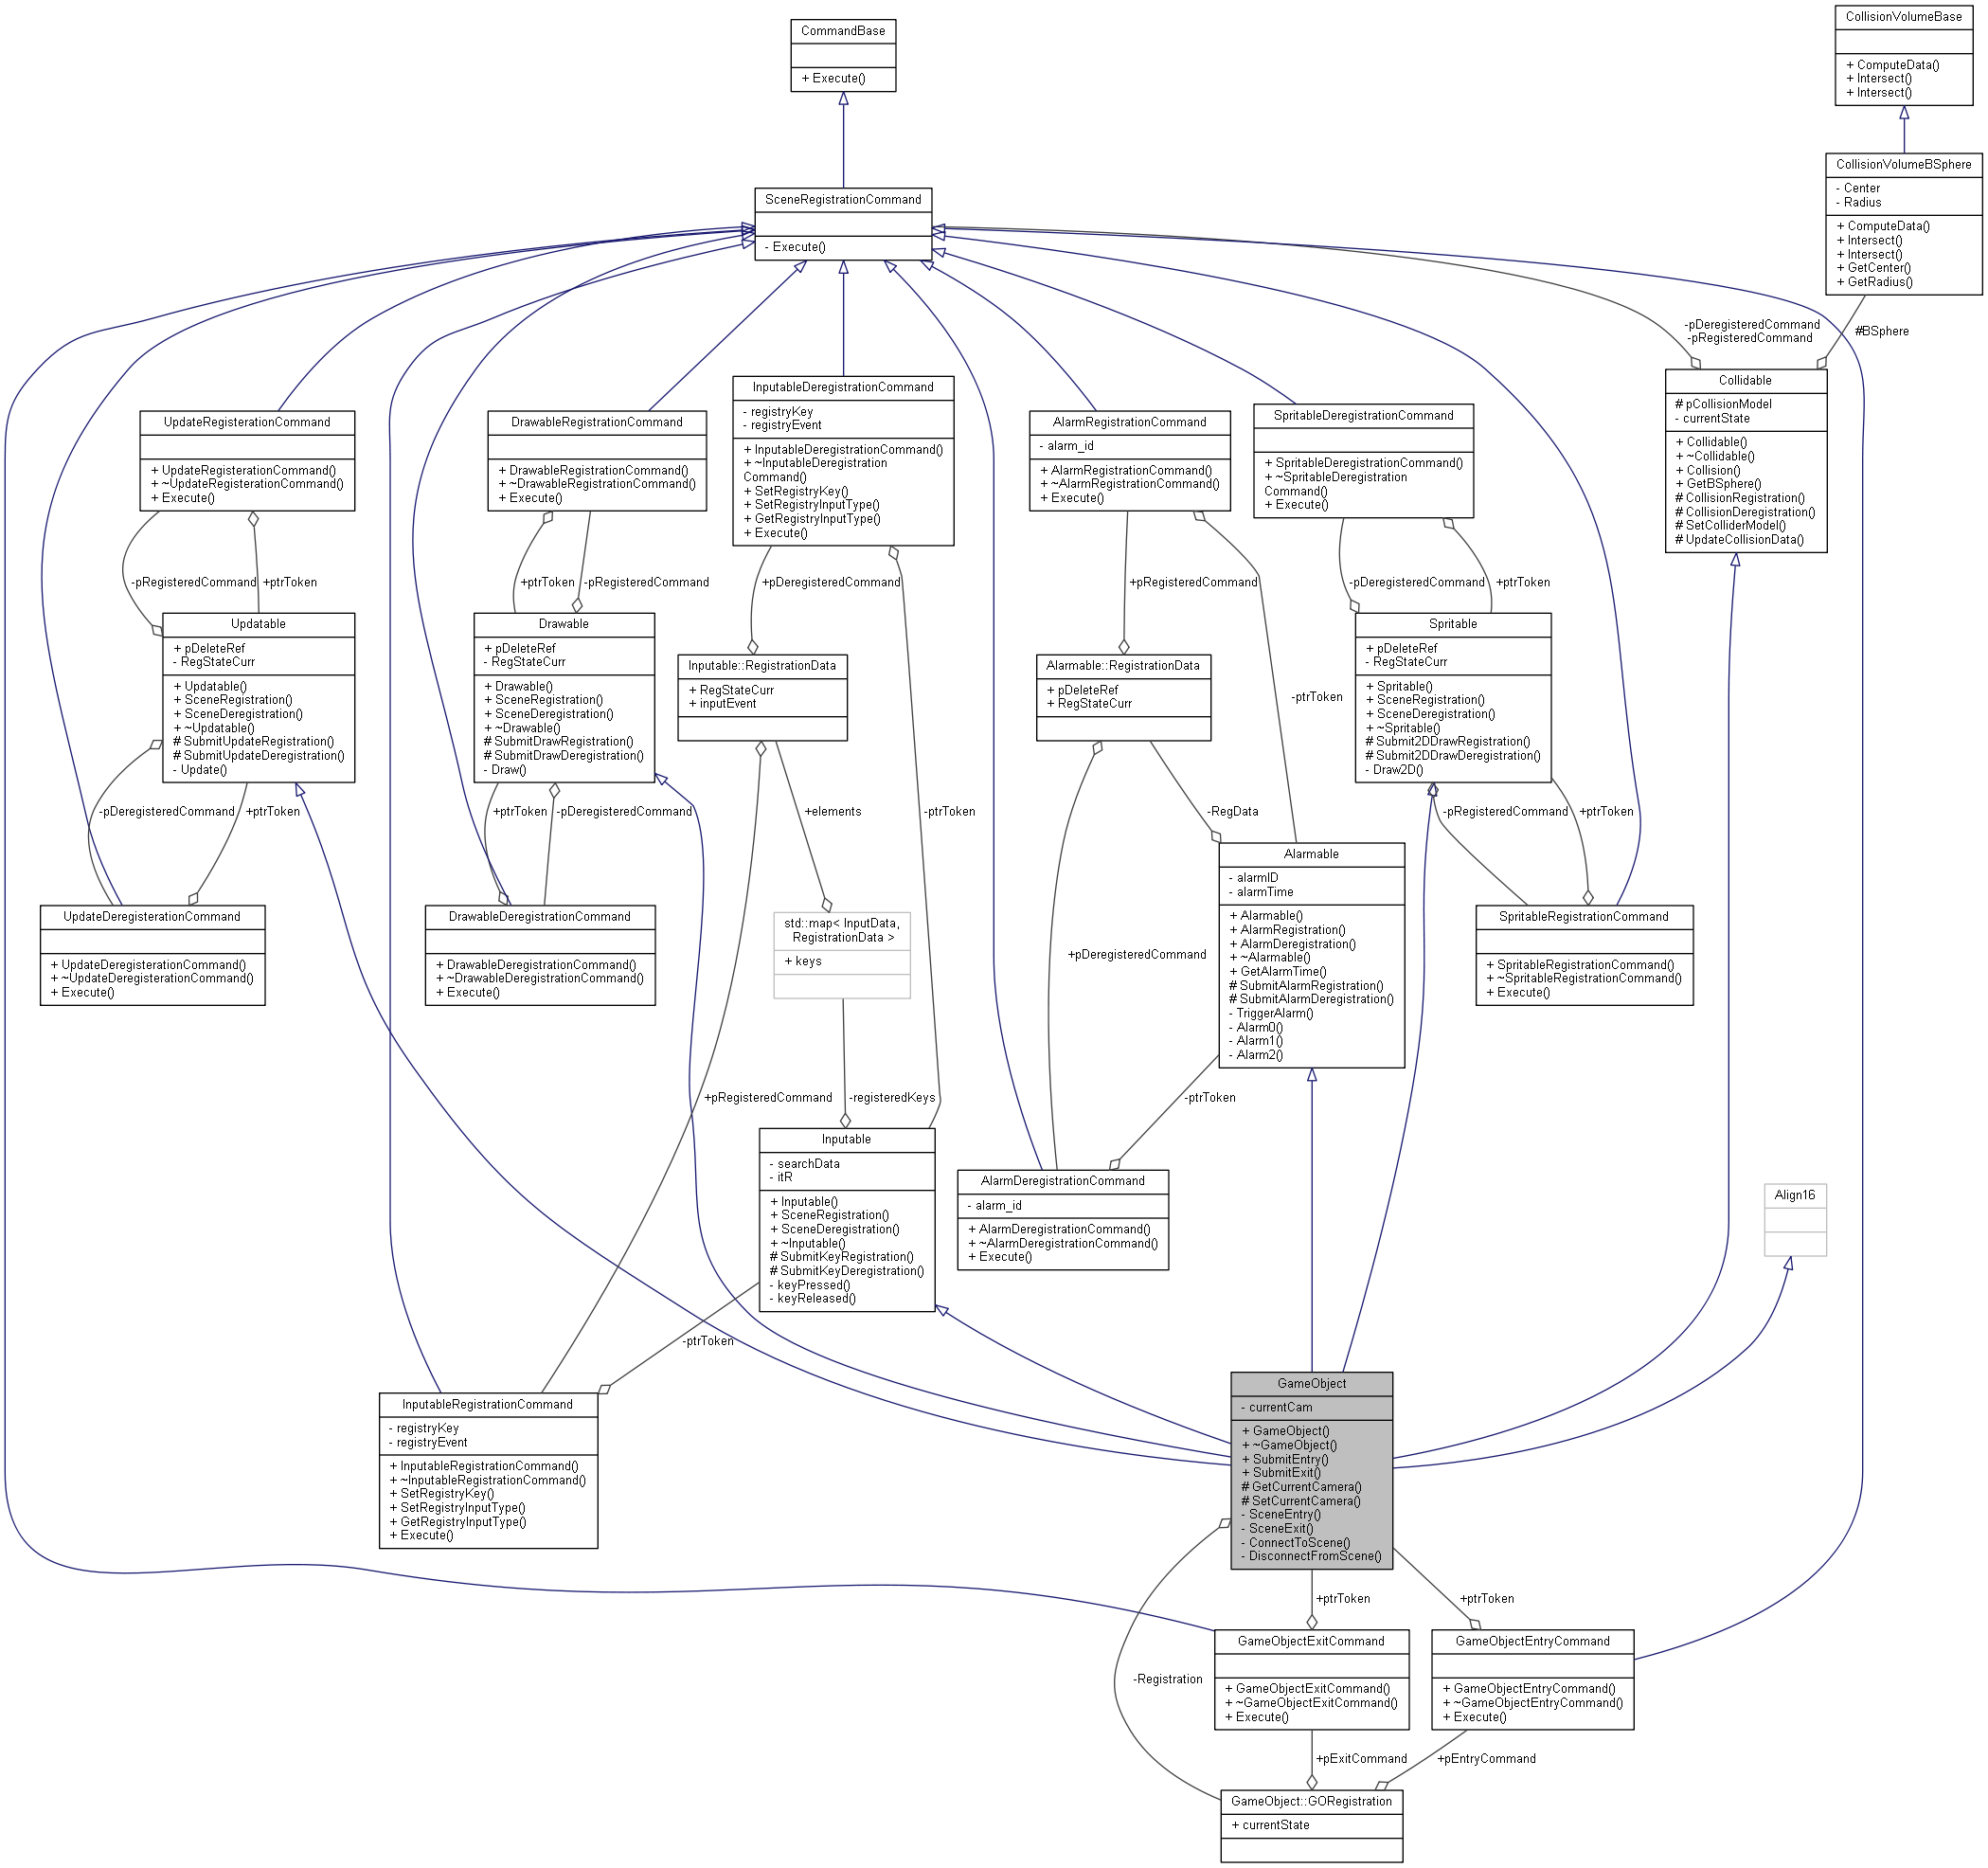 CommandBase
+ Execute()
CollisionVolumeBase
+ ComputeData()
+ Intersect()
+ Intersect()
CollisionVolumeBSphere
- Center
- Radius
+ ComputeData()
+ Intersect()
+ Intersect()
+ GetCenter()
+ GetRadius()
SceneRegistrationCommand
- Execute()
-pDeregisteredCommand
-pRegisteredCommand
#BSphere
Collidable
# pCollisionModel
- currentState
+ Collidable()
+ ~Collidable()
+ Collision()
+ GetBSphere()
# CollisionRegistration()
# CollisionDeregistration()
# SetColliderModel()
# UpdateCollisionData()
UpdateRegisterationCommand
+ UpdateRegisterationCommand()
+ ~UpdateRegisterationCommand()
+ Execute()
DrawableRegistrationCommand
+ DrawableRegistrationCommand()
+ ~DrawableRegistrationCommand()
+ Execute()
InputableDeregistrationCommand
- registryKey
- registryEvent
+ InputableDeregistrationCommand()
+ ~InputableDeregistration
Command()
+ SetRegistryKey()
+ SetRegistryInputType()
+ GetRegistryInputType()
+ Execute()
AlarmRegistrationCommand
- alarm_id
+ AlarmRegistrationCommand()
+ ~AlarmRegistrationCommand()
+ Execute()
SpritableDeregistrationCommand
+ SpritableDeregistrationCommand()
+ ~SpritableDeregistration
Command()
+ Execute()
-pRegisteredCommand
+ptrToken
+ptrToken
-pRegisteredCommand
+pDeregisteredCommand
+pRegisteredCommand
-pDeregisteredCommand
+ptrToken
Updatable
+ pDeleteRef
- RegStateCurr
+ Updatable()
+ SceneRegistration()
+ SceneDeregistration()
+ ~Updatable()
# SubmitUpdateRegistration()
# SubmitUpdateDeregistration()
- Update()
Drawable
+ pDeleteRef
- RegStateCurr
+ Drawable()
+ SceneRegistration()
+ SceneDeregistration()
+ ~Drawable()
# SubmitDrawRegistration()
# SubmitDrawDeregistration()
- Draw()
Inputable::RegistrationData
+ RegStateCurr
+ inputEvent
Alarmable::RegistrationData
+ pDeleteRef
+ RegStateCurr
-ptrToken
Spritable
+ pDeleteRef
- RegStateCurr
+ Spritable()
+ SceneRegistration()
+ SceneDeregistration()
+ ~Spritable()
# Submit2DDrawRegistration()
# Submit2DDrawDeregistration()
- Draw2D()
-pDeregisteredCommand
+ptrToken
+ptrToken
-pDeregisteredCommand
+elements
-ptrToken
-RegData
-pRegisteredCommand
+ptrToken
UpdateDeregisterationCommand
+ UpdateDeregisterationCommand()
+ ~UpdateDeregisterationCommand()
+ Execute()
DrawableDeregistrationCommand
+ DrawableDeregistrationCommand()
+ ~DrawableDeregistrationCommand()
+ Execute()
std::map< InputData,
RegistrationData >
+ keys
+pDeregisteredCommand
Alarmable
- alarmID
- alarmTime
+ Alarmable()
+ AlarmRegistration()
+ AlarmDeregistration()
+ ~Alarmable()
+ GetAlarmTime()
# SubmitAlarmRegistration()
# SubmitAlarmDeregistration()
- TriggerAlarm()
- Alarm0()
- Alarm1()
- Alarm2()
SpritableRegistrationCommand
+ SpritableRegistrationCommand()
+ ~SpritableRegistrationCommand()
+ Execute()
+pRegisteredCommand
-registeredKeys
-ptrToken
Inputable
- searchData
- itR
+ Inputable()
+ SceneRegistration()
+ SceneDeregistration()
+ ~Inputable()
# SubmitKeyRegistration()
# SubmitKeyDeregistration()
- keyPressed()
- keyReleased()
AlarmDeregistrationCommand
- alarm_id
+ AlarmDeregistrationCommand()
+ ~AlarmDeregistrationCommand()
+ Execute()
Align16
-ptrToken
InputableRegistrationCommand
- registryKey
- registryEvent
+ InputableRegistrationCommand()
+ ~InputableRegistrationCommand()
+ SetRegistryKey()
+ SetRegistryInputType()
+ GetRegistryInputType()
+ Execute()
GameObject
- currentCam
+ GameObject()
+ ~GameObject()
+ SubmitEntry()
+ SubmitExit()
# GetCurrentCamera()
# SetCurrentCamera()
- SceneEntry()
- SceneExit()
- ConnectToScene()
- DisconnectFromScene()
+ptrToken
+ptrToken
-Registration
GameObjectExitCommand
+ GameObjectExitCommand()
+ ~GameObjectExitCommand()
+ Execute()
GameObjectEntryCommand
+ GameObjectEntryCommand()
+ ~GameObjectEntryCommand()
+ Execute()
+pExitCommand
+pEntryCommand
GameObject::GORegistration
+ currentState